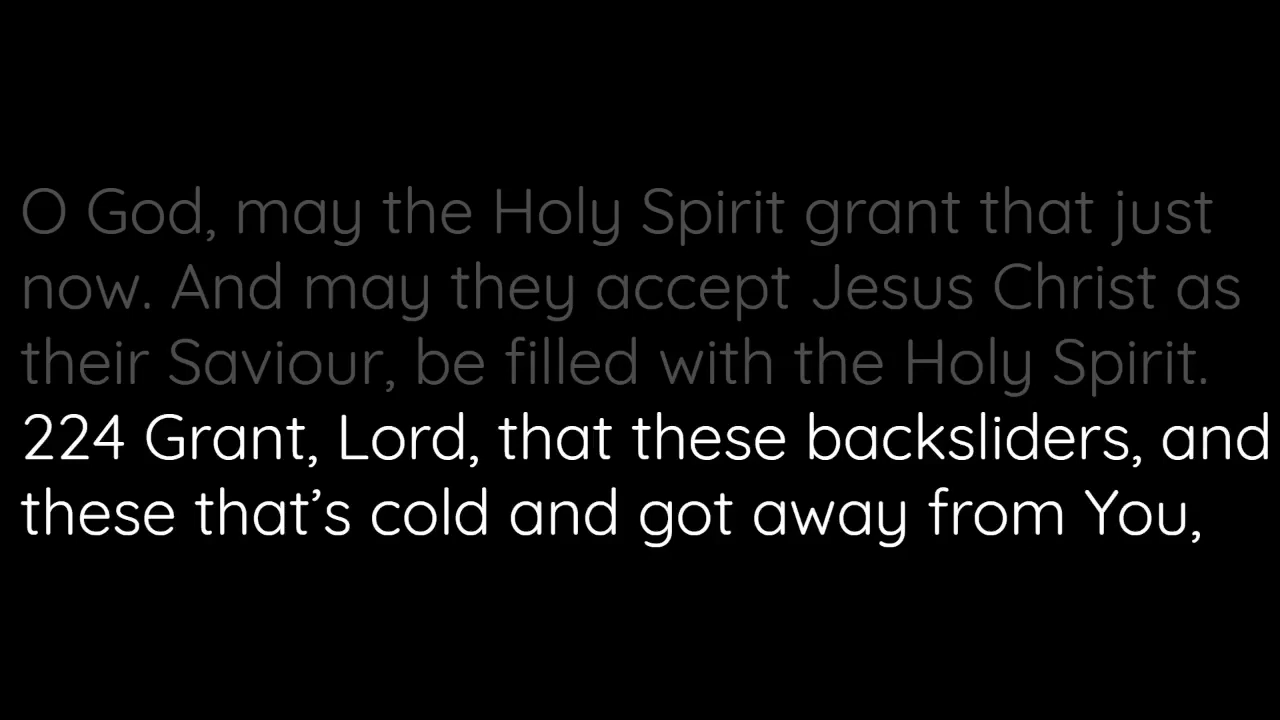 O God, may the Holy Spirit grant that just
now. And may they accept Jesus Christ as
their Saviour, be filled with the Holy Spirit.
224 Grant, Lord, that these backsliders, and
these that’s cold and got away from You,